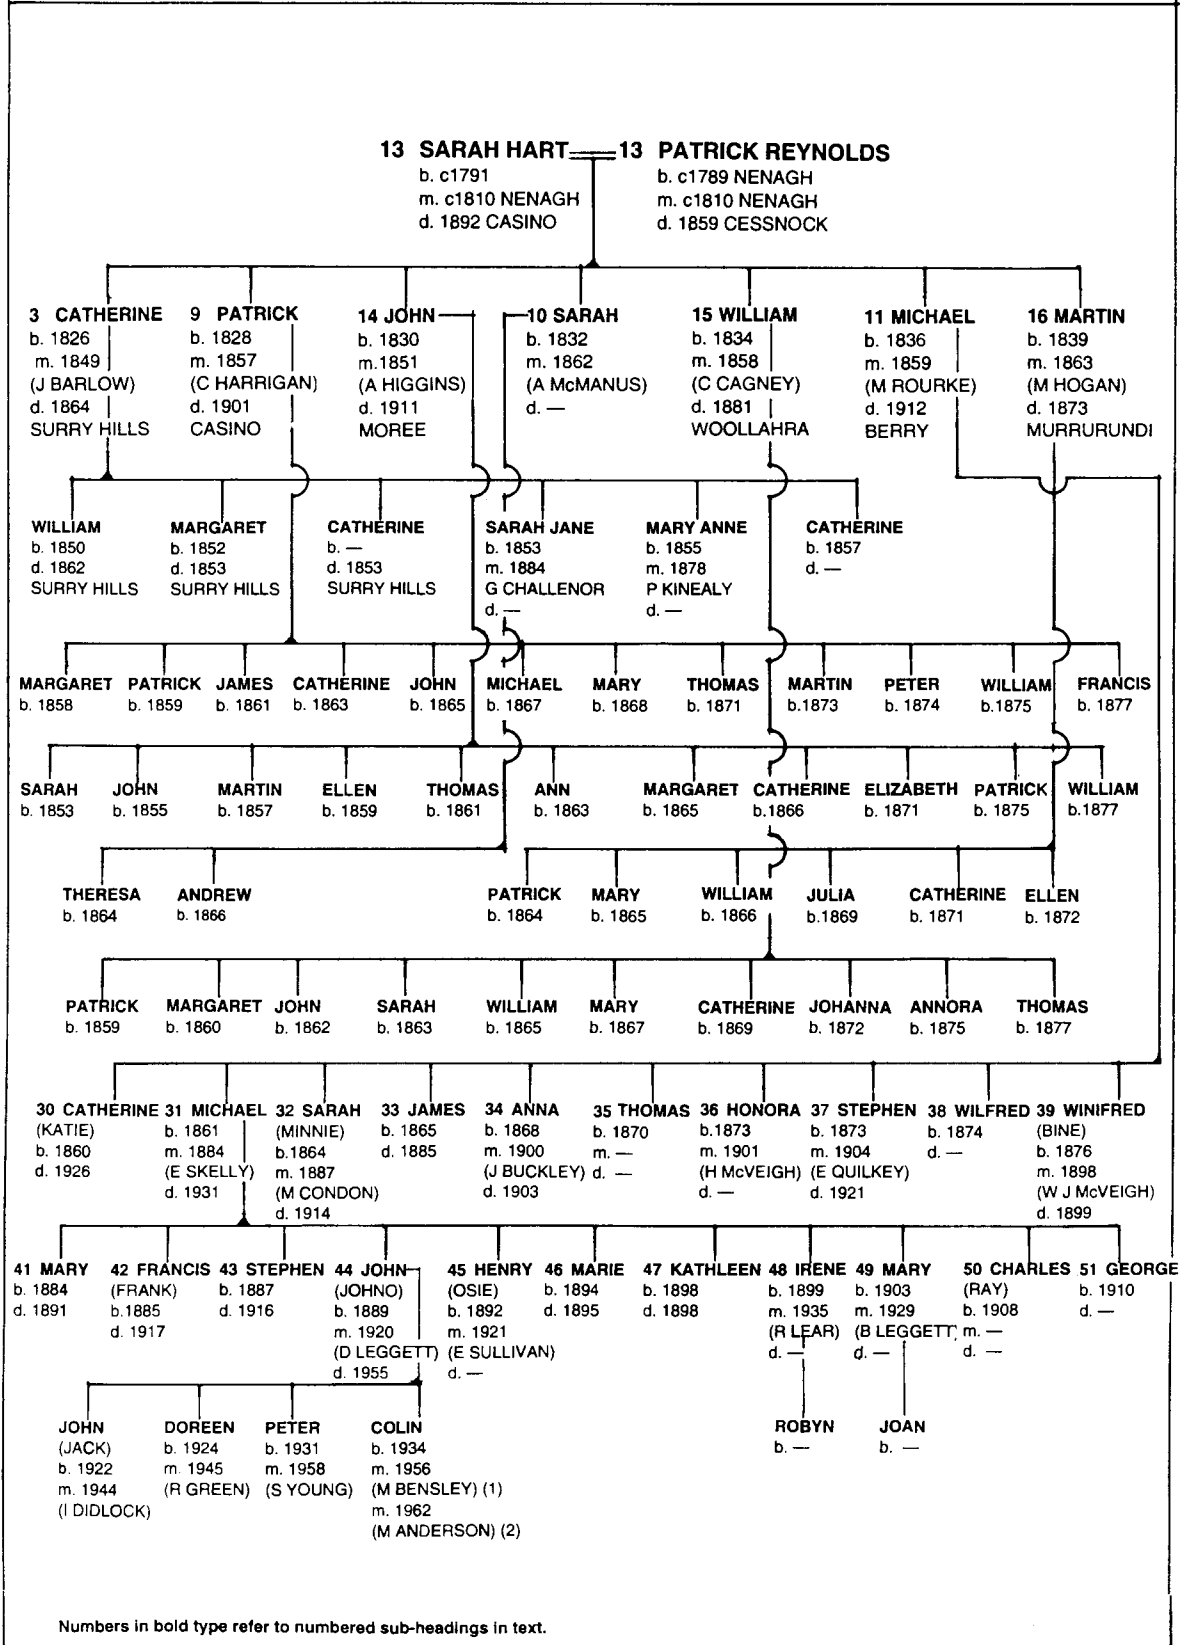 13 SARAH HART 13 PATRICK REYNOLDS
b. c1791
m. c1810 NENAGH
d. 1892 CASINO
b. c1789 NENAGH
m. c1810 NENAGH
d. 1859 CESSNOCK
3 CATHERINE
b. 1826
m. 1849
(J BARLOW)
d. 1864
SURRY HILLS
9 PATRICK
b. 1828
m. 1857
(C HARRIGAN)
d. 1901
CASINO
14 JOHN
b. 1830
m.1851
(A HIGGINS)
d. 1911
MOREE
10 SARAH
b. 1832
m. 1862
(A McMANUS)
d. —
15 WILLIAM
b. 1834
m. 1858
(C CAGNEY)
d. 1881
WOOLLAHRA
11 MICHAEL
b. 1836
m. 1859
(M ROURKE)
d. 1912
BERRY
16 MARTIN
b. 1839
m. 1863
(M HOGAN)
d. 1873
MURRURUNDI
WILLIAM
b. 1850
d. 1862
SURRY HILLS
MARGARET
b. 1852
d. 1853
SURRY HILLS
CATHERINE
b. —
d. 1853
SURRY HILLS
SARAH JANE
b. 1853
m. 1884
G CHALLENOR
d. —
MARY ANNE
b. 1855
m. 1878
P KINEALY
d. —
CATHERINE
b. 1857
d. —
MARGARET
b. 1858
PATRICK
b. 1859
JAMES
b. 1861
CATHERINE
b. 1863
JOHN
b. 1865
MICHAEL
b. 1867
MARY
b. 1868
THOMAS
b. 1871
MARTIN
b.1873
PETER
b. 1874
WILLIAM
b.1875
FRANCIS
b. 1877
SARAH
b. 1853
JOHN
b. 1855
MARTIN
b. 1857
ELLEN
b. 1859
THOMAS
b. 1861
ANN
b. 1863
MARGARET
b. 1865
CATHERINE
b.1866
ELIZABETH
b. 1871
PATRICK
b. 1875
WILLIAM
b.1877
THERESA
b. 1864
ANDREW
b. 1866
PATRICK
b. 1864
MARY
b. 1865
WILLIAM
b. 1866
JULIA
b.1869
CATHERINE
b. 1871
ELLEN
b. 1872
PATRICK
b. 1859
MARGARET
b. 1860
JOHN
b. 1862
SARAH
b. 1863
WILLIAM
b. 1865
MARY
b. 1867
CATHERINE
b. 1869
JOHANNA
b. 1872
ANNORA
b. 1875
THOMAS
b. 1877
30 CATHERINE
(KATIE)
b. 1860
d. 1926
31 MICHAEL
b. 1861
m. 1884
(E SKELLY)
d. 1931
32 SARAH
(MINNIE)
b.1864
m. 1887
(M CONDON)
d. 1914
33 JAMES
b. 1865
d. 1885
34 ANNA
b. 1868
m. 1900
(J BUCKLEY)
d. 1903
35 THOMAS
b. 1870
m. —
d. —
36 HONORA
b.1873
m. 1901
(H McVEIGH)
d. —
37 STEPHEN
b. 1873
m. 1904
(E QUILKEY)
d. 1921
38 WILFRED
b. 1874
d. —
39 WINIFRED
(BINE)
b. 1876
m. 1898
(W J McVEIGH)
d. 1899
41 MARY
b. 1884
d. 1891
42 FRANCIS
(FRANK)
b.1885
d. 1917
43 STEPHEN
b. 1887
d. 1916
44 JOHN
(JOHNO)
b. 1889
m. 1920
(D LEGGETT)
d. 1955
45 HENRY
(OSIE)
b. 1892
m. 1921
(E SULLIVAN)
d. —
46 MARIE
b. 1894
d. 1895
47 KATHLEEN
b. 1898
d. 1898
48 IRENE
b. 1899
m. 1935
(R LEAR)
d. —
49 MARY
b. 1903
m. 1929
(B LEGGETT)
d. —
50 CHARLES
(RAY)
b. 1908
m. —
d. —
51 GEORGE
b. 1910
d. —
JOHN
(JACK)
b. 1922
m. 1944
(I DIDLOCK)
DOREEN
b. 1924
m. 1945
(R GREEN)
PETER
b. 1931
m. 1958
(S YOUNG)
COLIN
b. 1934
m. 1956
(M BENSLEY) (1)
m. 1962
(M ANDERSON) (2)
ROBYN
b. —
JOAN
b. —
Numbers in bold type refer to numbered sub-headings in text.